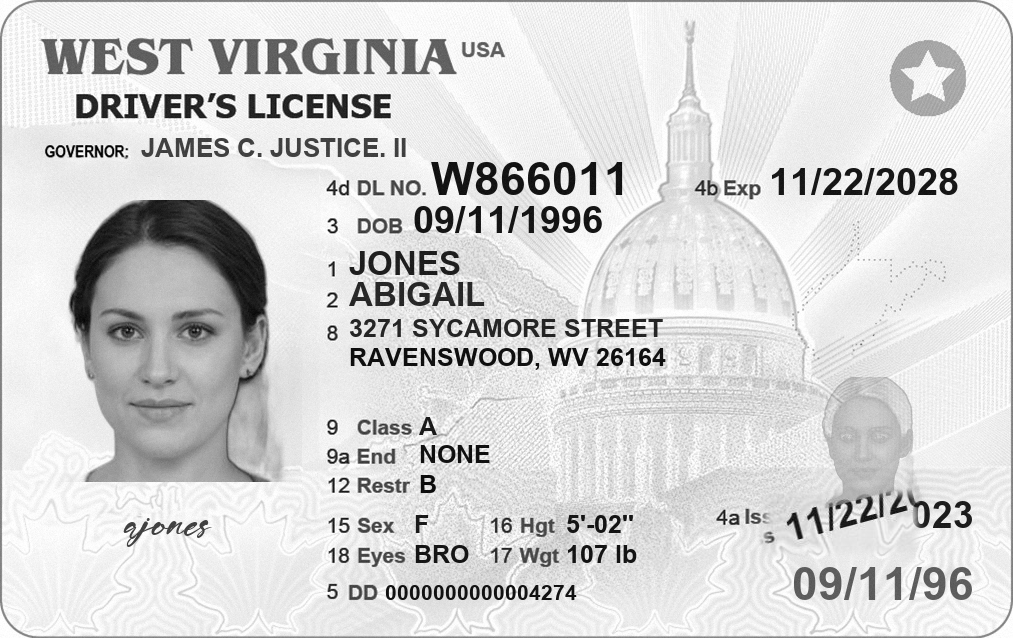 WEST VIRGINIA USA
DRIVER'S LICENSE
GOVERNOR: JAMES C. JUSTICE. II
4d DL NO. W866011 4b Exp 11/22/2028
3 DOB 09/11/1996
1 JONES
2 ABIGAIL
8 3271 SYCAMORE STREET
RAVENSWOOD, WV 26164
9 Class A
9a End NONE
12 Restr B
15 Sex F 16 Hgt 5'-02"
18 Eyes BRO 17 Wgt 107 lb
5 DD 0000000000004274
ajones
4a Iss 11/22/20 023
s
09/11/96